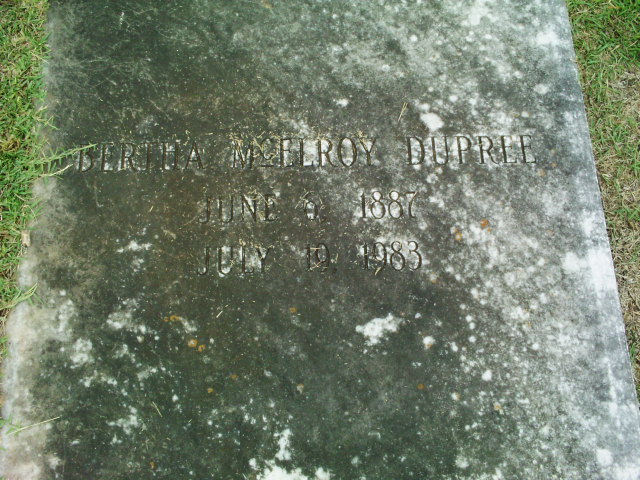 BERTHA McELROY DUPREE
JUNE 6, 1887
JULY 19, 1983